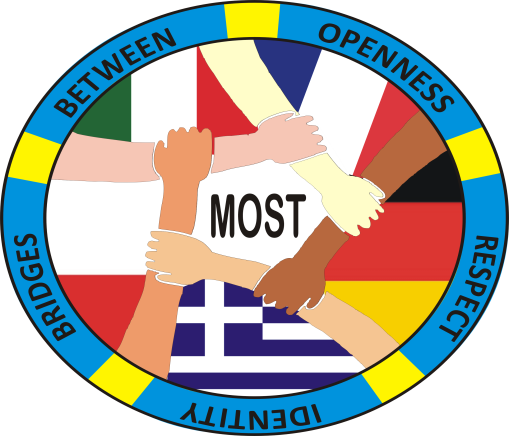 BRIDGES
BETWEEN
OPENNESS
RESPECT
IDENTITY
MOST